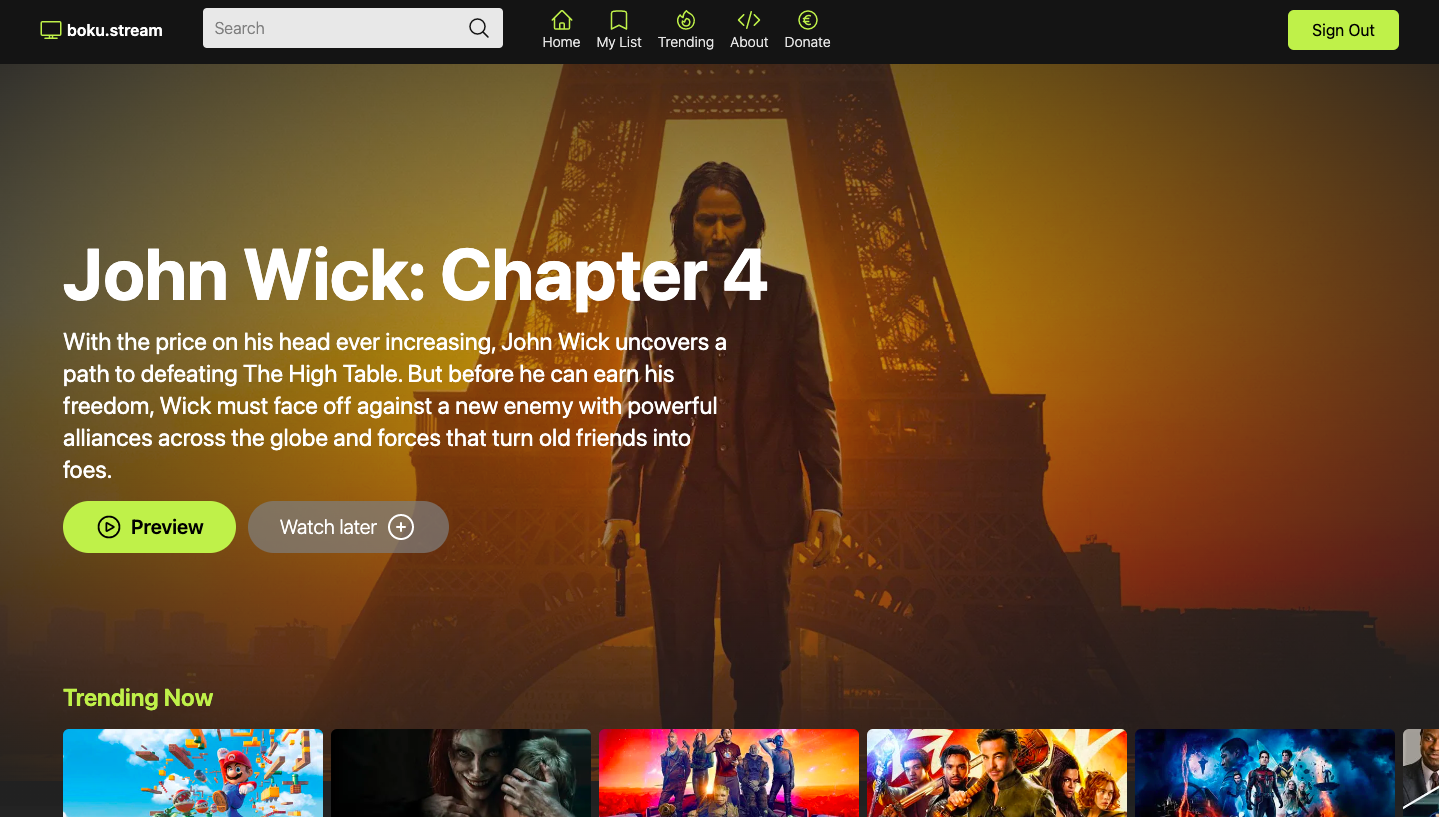 boku.stream
Search
Home
My List
Trending
About
Donate
Sign Out
John Wick: Chapter 4
With the price on his head ever increasing, John Wick uncovers a
path to defeating The High Table. But before he can earn his
freedom, Wick must face off against a new enemy with powerful
alliances across the globe and forces that turn old friends into
foes.
Preview
Watch later
Trending Now